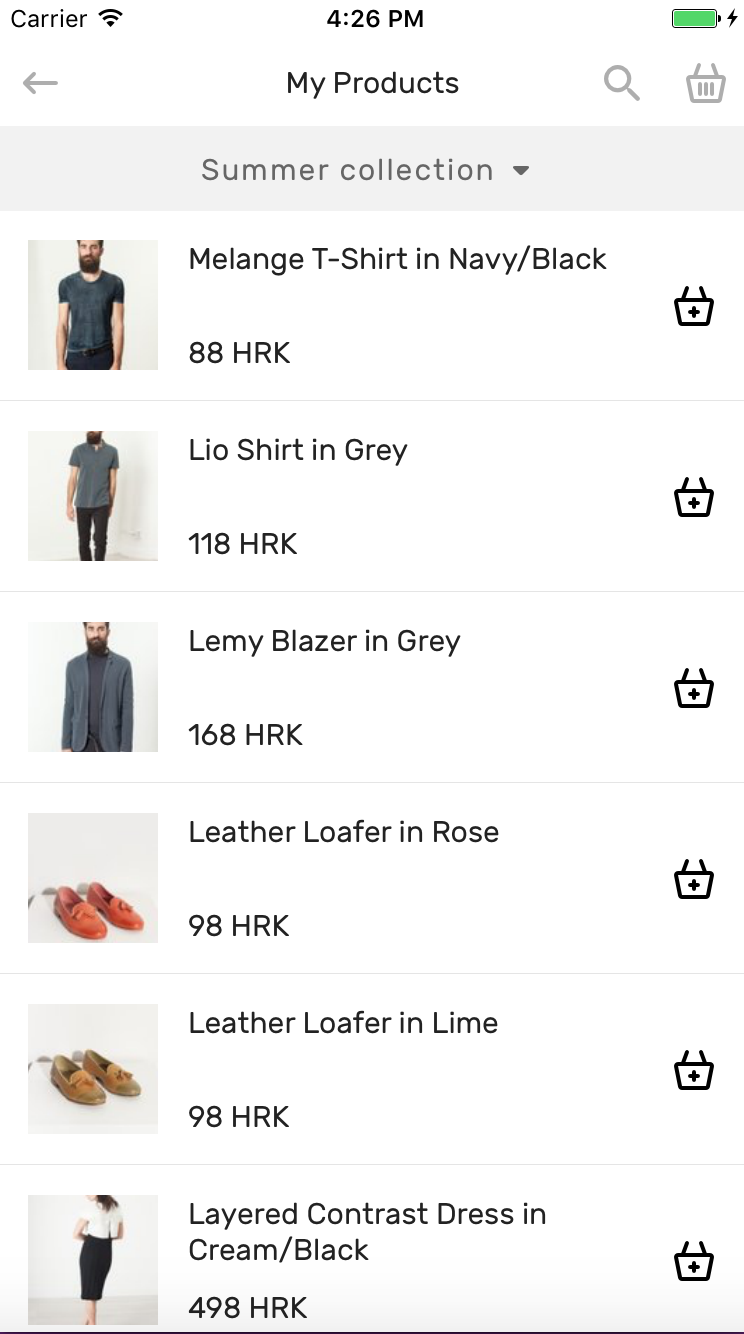 Carrier 4:26 PM
My Products
Summer collection
Melange T-Shirt in Navy/Black
88 HRK
Lio Shirt in Grey
118 HRK
Lemy Blazer in Grey
168 HRK
Leather Loafer in Rose
98 HRK
Leather Loafer in Lime
98 HRK
Layered Contrast Dress in
Cream/Black
498 HRK